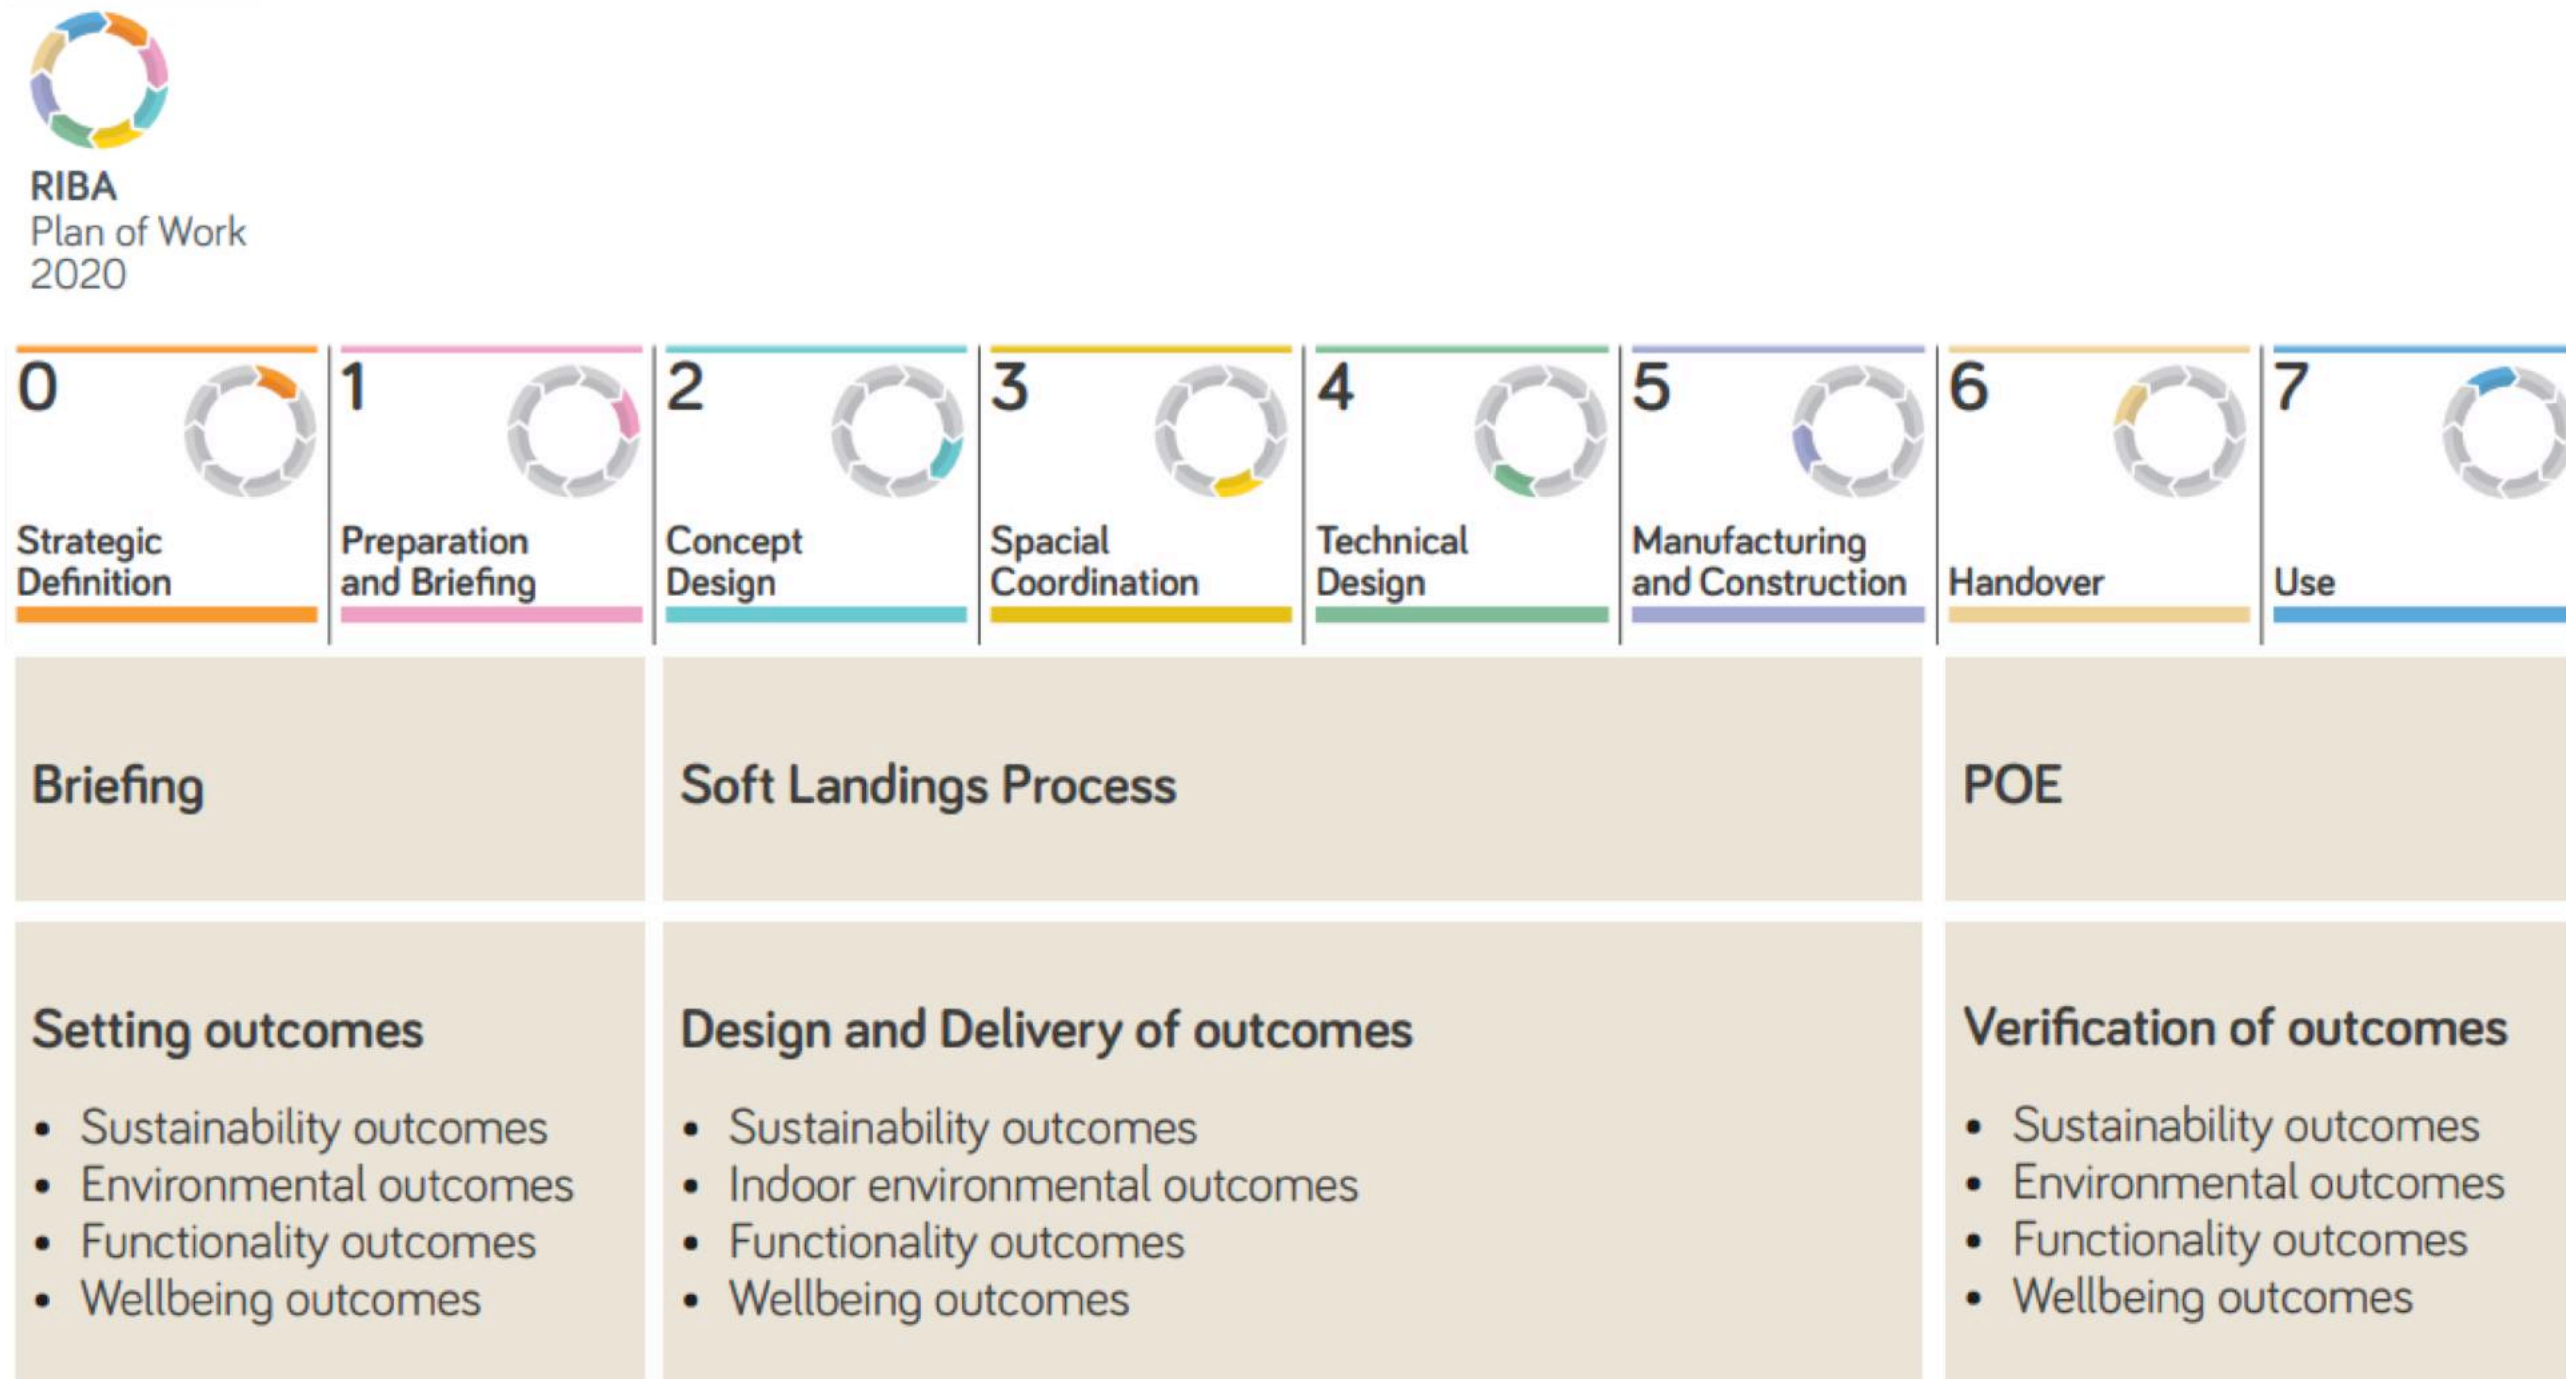 RIBA
Plan of Work
2020
0
Strategic
Definition
1
Preparation
and Briefing
2
Concept
Design
3
Spacial
Coordination
4
Technical
Design
5
Manufacturing
and Construction
6
Handover
7
Use
Briefing
Soft Landings Process
POE
Setting outcomes
• Sustainability outcomes
• Environmental outcomes
• Functionality outcomes
• Wellbeing outcomes
Design and Delivery of outcomes
• Sustainability outcomes
• Indoor environmental outcomes
• Functionality outcomes
• Wellbeing outcomes
Verification of outcomes
• Sustainability outcomes
• Environmental outcomes
• Functionality outcomes
• Wellbeing outcomes